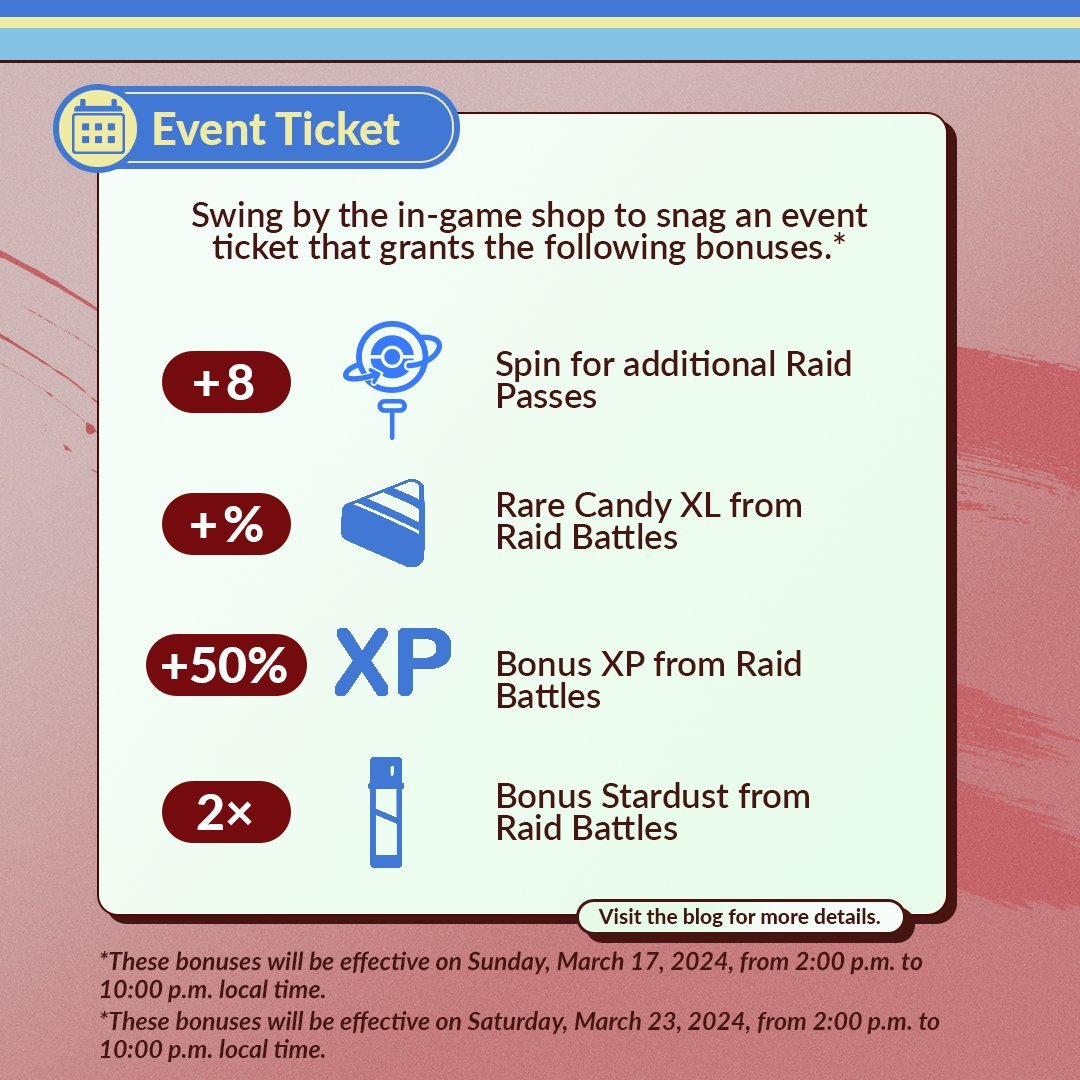 Event Ticket
Swing by the in-game shop to snag an event
ticket that grants the following bonuses.*
+8
Spin for additional Raid
Passes
+%
Rare Candy XL from
Raid Battles
+50%
XP
Bonus XP from Raid
Battles
2×
Bonus Stardust from
Raid Battles
Visit the blog for more details.
*These bonuses will be effective on Sunday, March 17, 2024, from 2:00 p.m. to
10:00 p.m. local time.
*These bonuses will be effective on Saturday, March 23, 2024, from 2:00 p.m. to
10:00 p.m. local time.